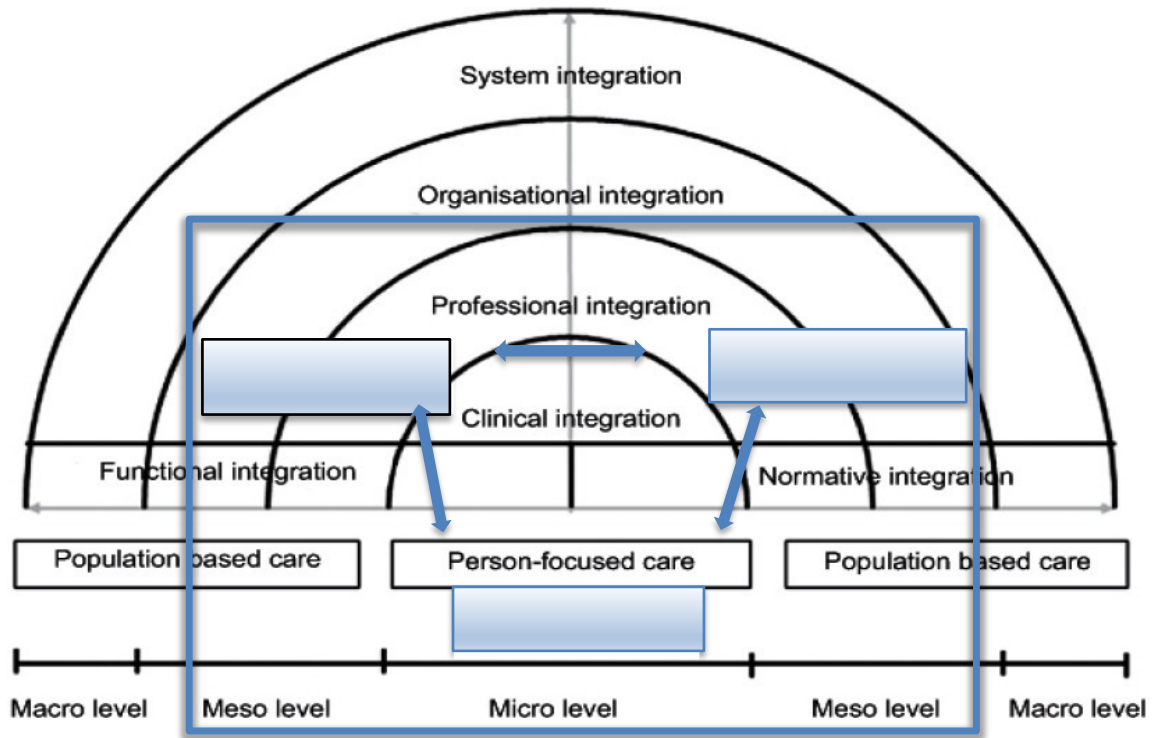 System integration
Organisational integration
Professional integration
Clinical integration
Functional integration
Normative integration
Population based care
Person-focused care
Population based care
Macro level
Meso level
Micro level
Meso level
Macro level